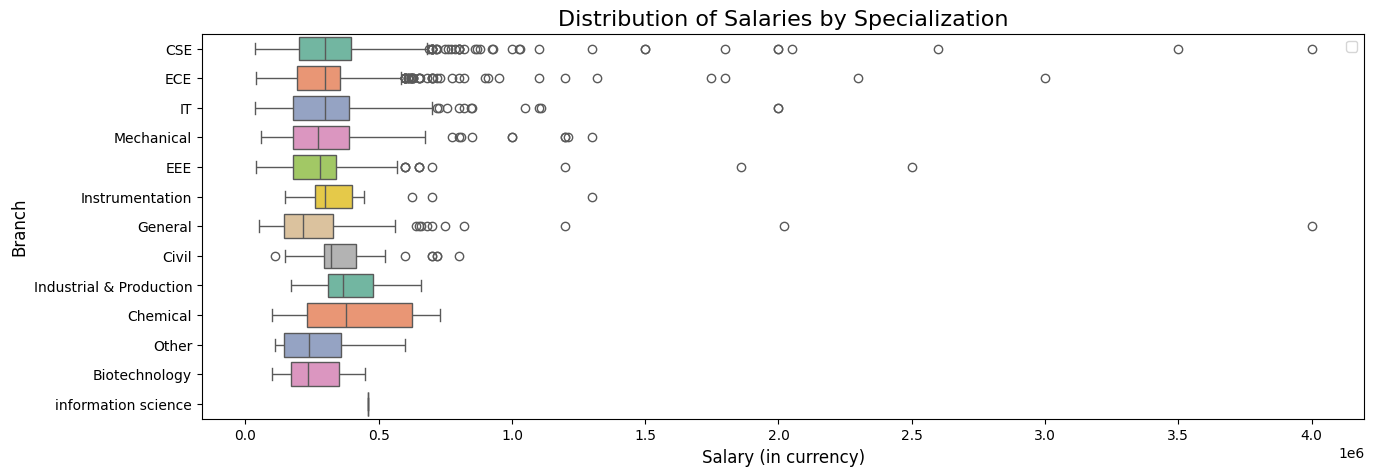 Distribution of Salaries by Specialization
CSE
ECE
IT
Mechanical
EEE
Instrumentation
General
Civil
Industrial & Production
Chemical
Other
Biotechnology
information science
Branch
0.0 0.5 1.0 1.5 2.0 2.5 3.0 3.5 4.0
1e6
Salary (in currency)